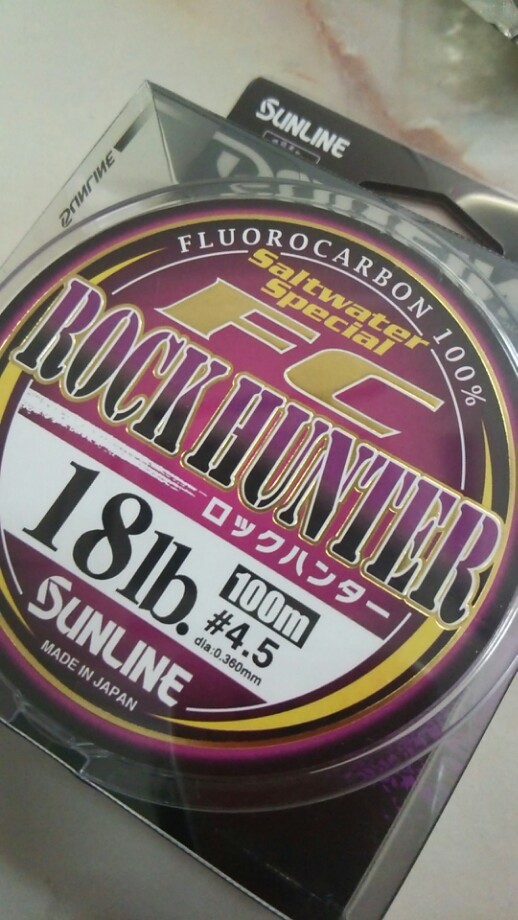 SUNLINE
SUNLINE
FLUOROCARBON 100%
Saltwater
Special
FC
ROCK HUNTER
ロックハンター
18lb.
100m
#4.5
dia:0.360mm
SUNLINE
MADE IN JAPAN